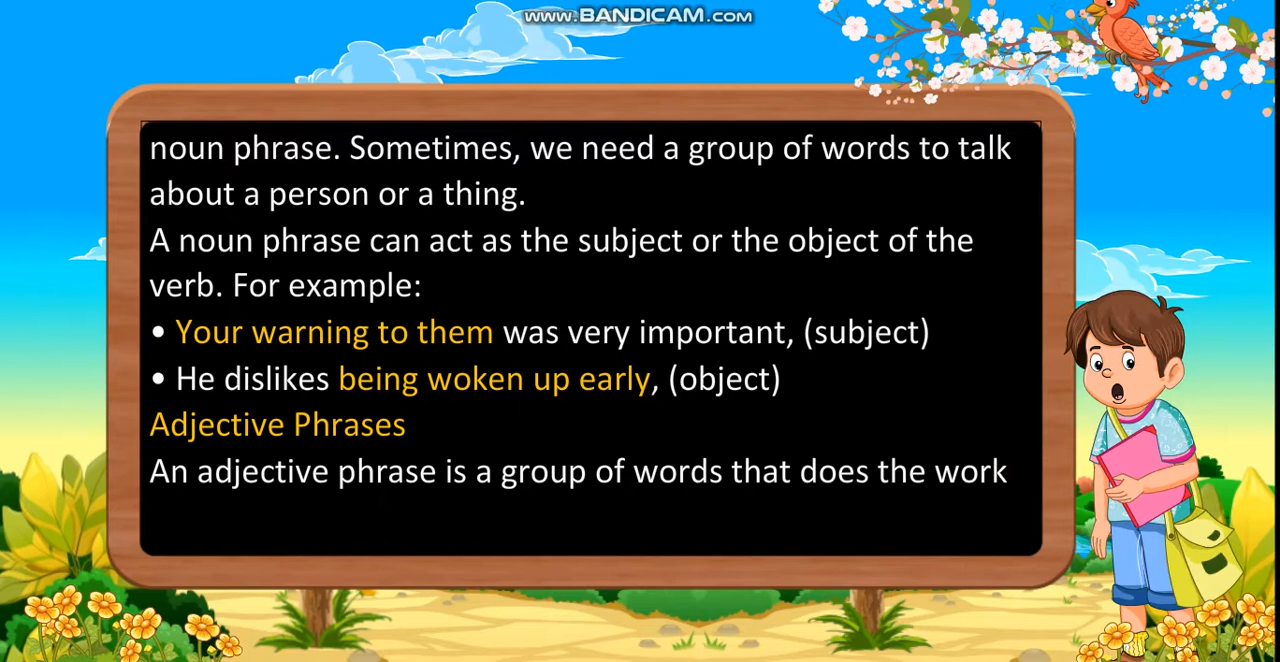 WWW.BANDICAM.COM
noun phrase. Sometimes, we need a group of words to talk
about a person or a thing.
A noun phrase can act as the subject or the object of the
verb. For example:
• Your warning to them was very important, (subject)
• He dislikes being woken up early, (object)
Adjective Phrases
An adjective phrase is a group of words that does the work